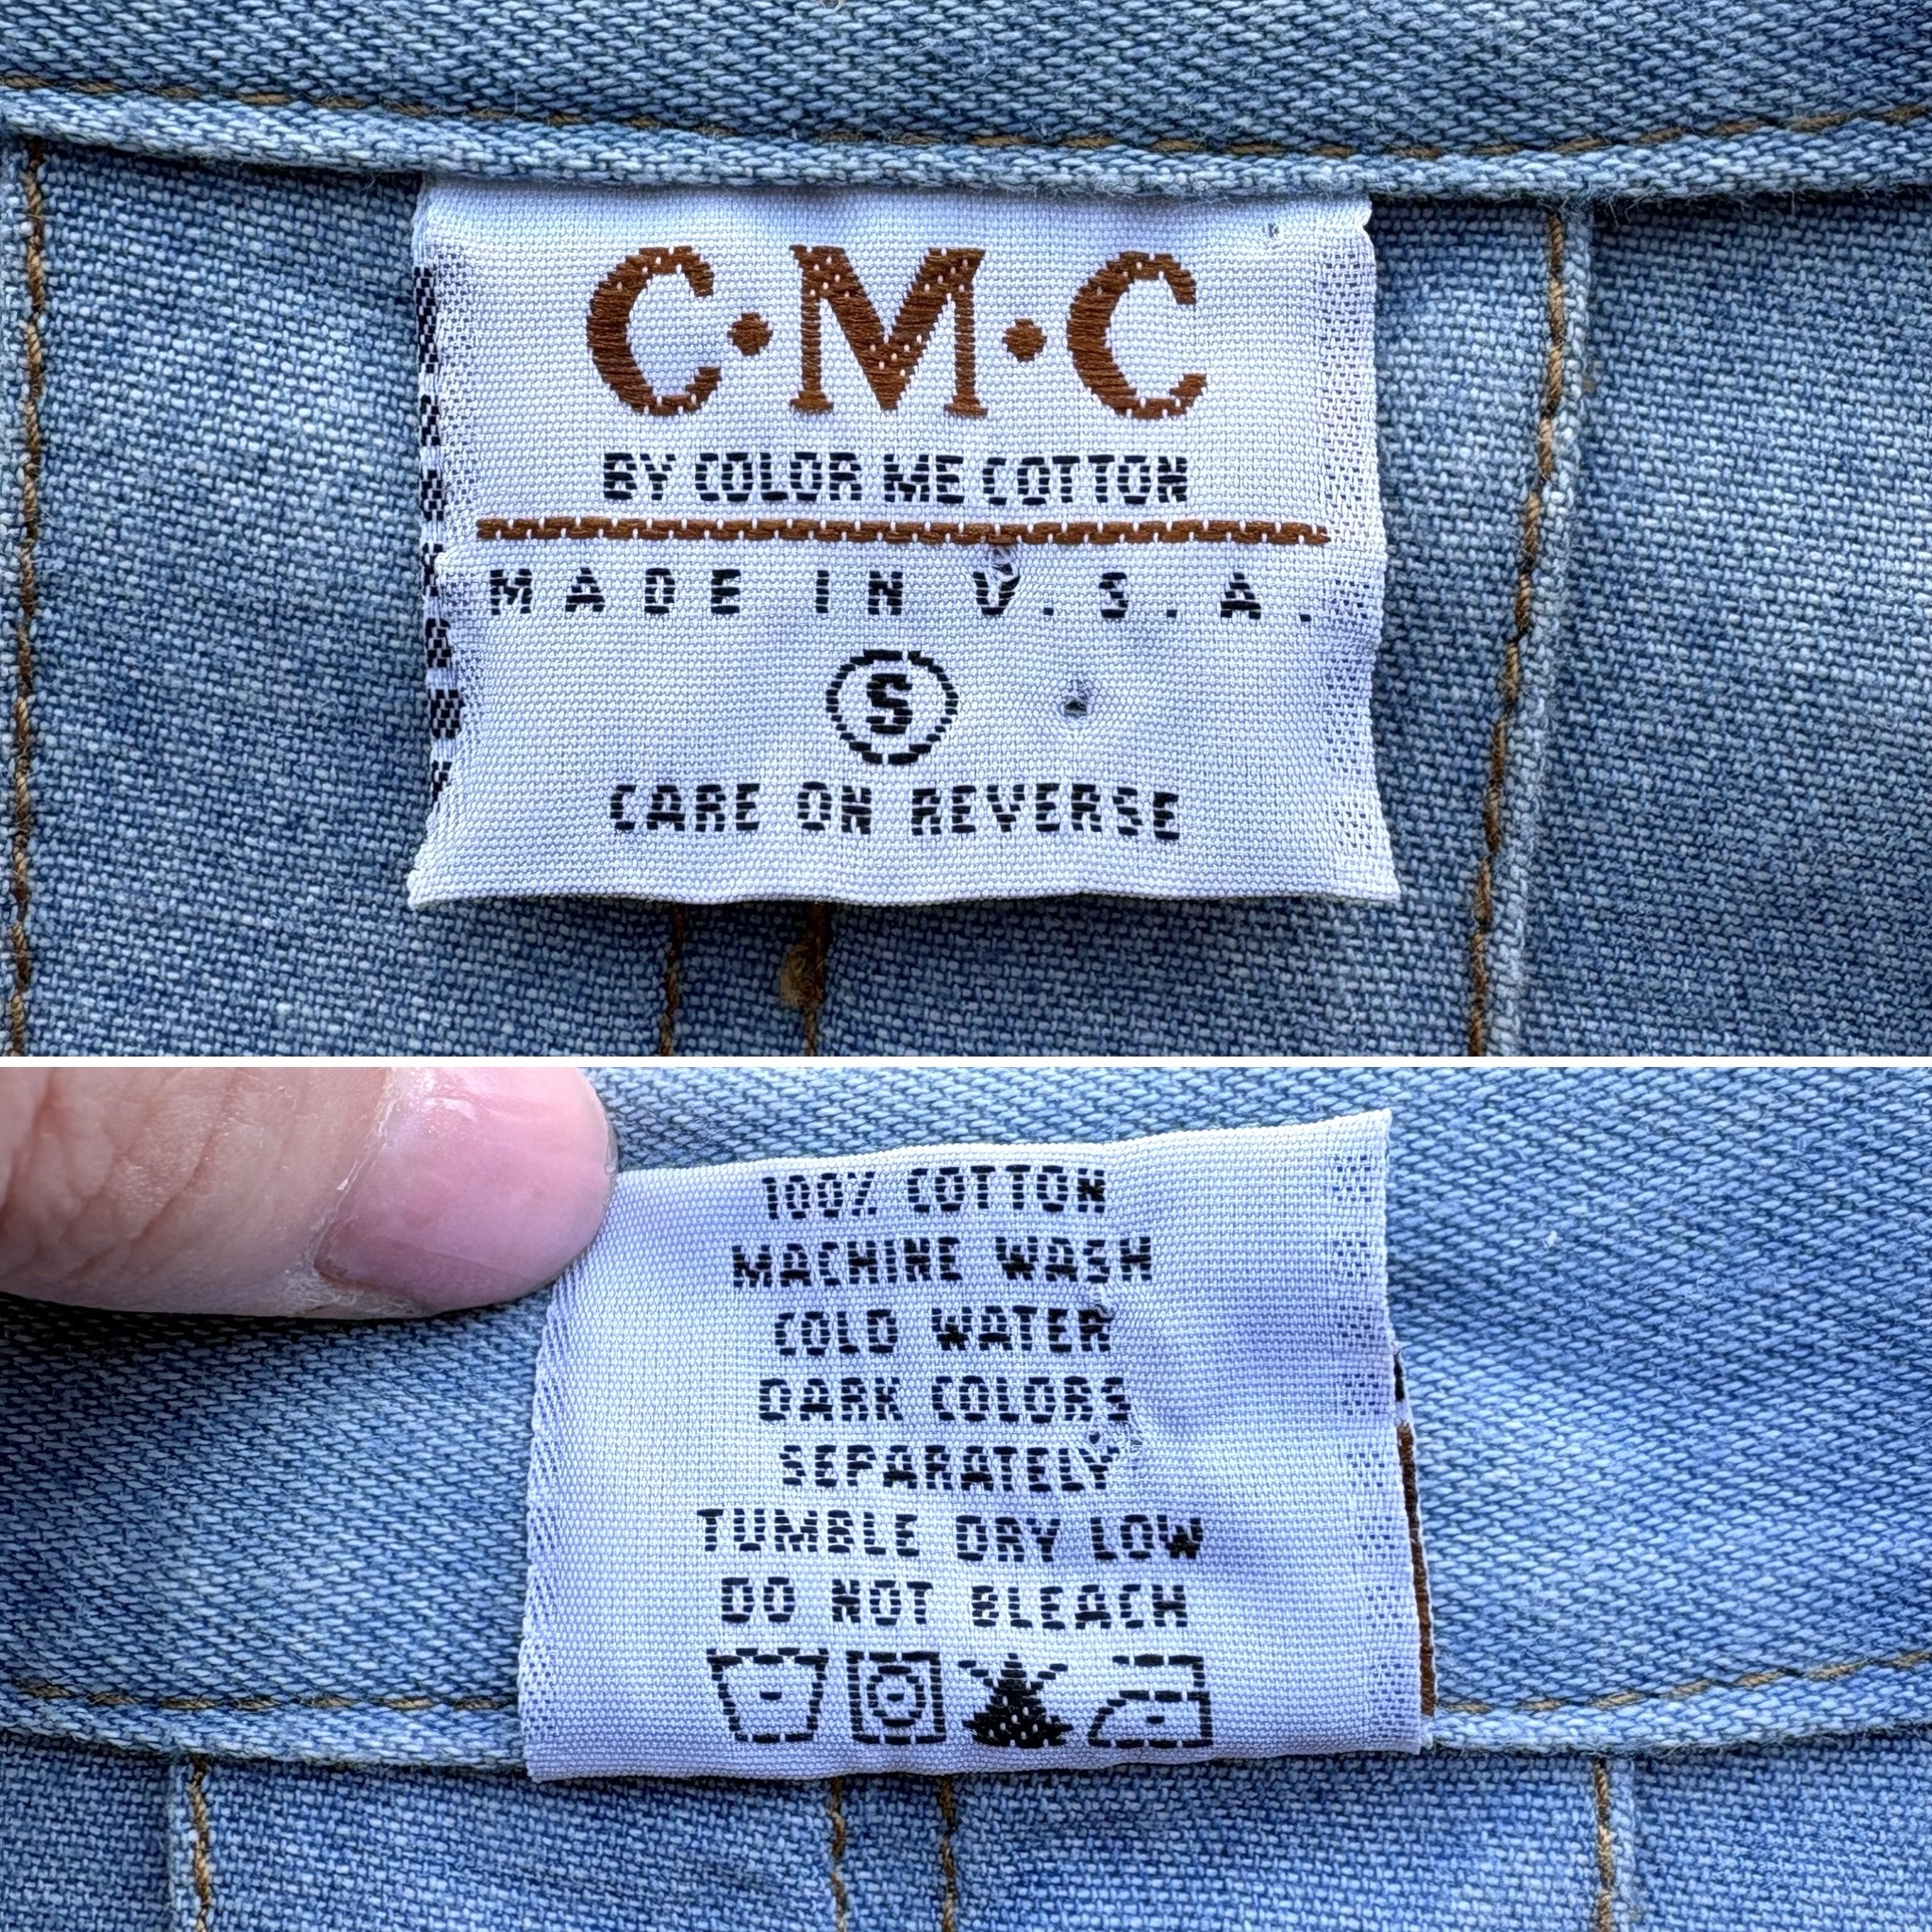 C·M·C
BY COLOR ME COTTON
MADE IN U.S.A.
S
CARE ON REVERSE
100% COTTON
MACHINE WASH
COLD WATER
DARK COLORS
SEPARATELY
TUMBLE DRY LOW
DO NOT BLEACH